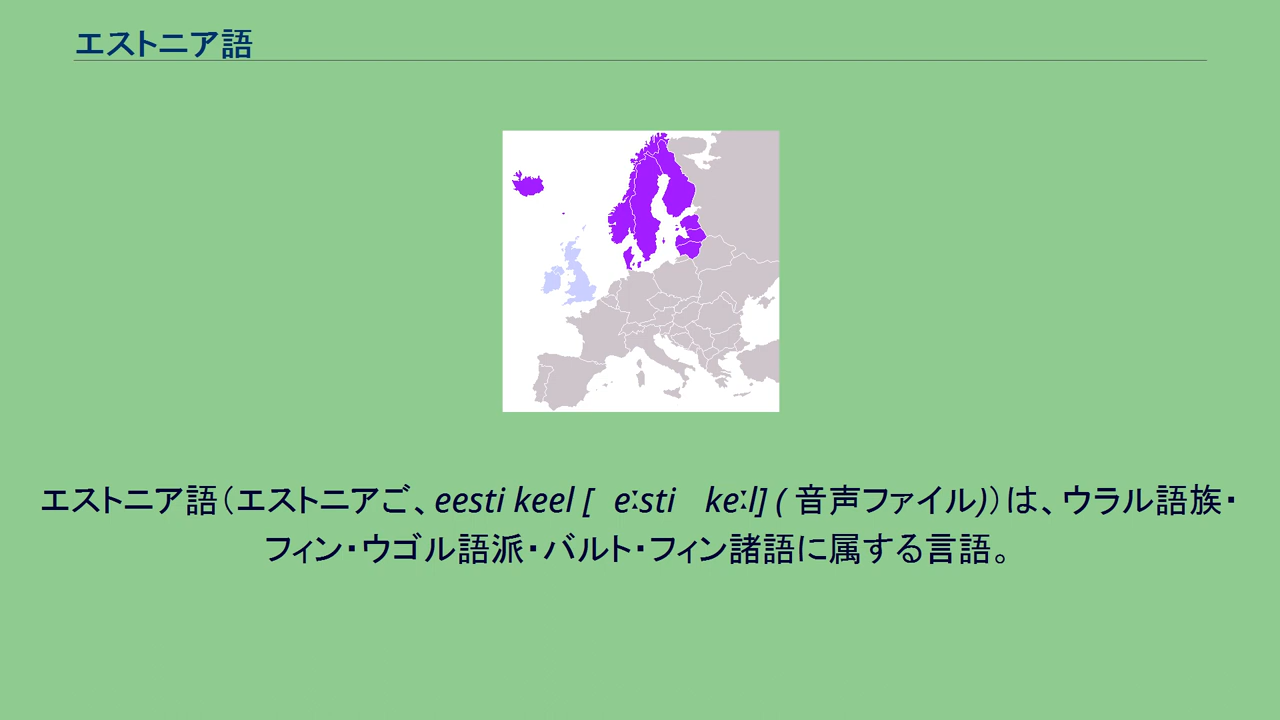 エストニア語
エストニア語（エストニアご、eesti keel [ eːsti keːl] ( 音声ファイル)）は、ウラル語族・
フィン・ウゴル語派・バルト・フィン諸語に属する言語。